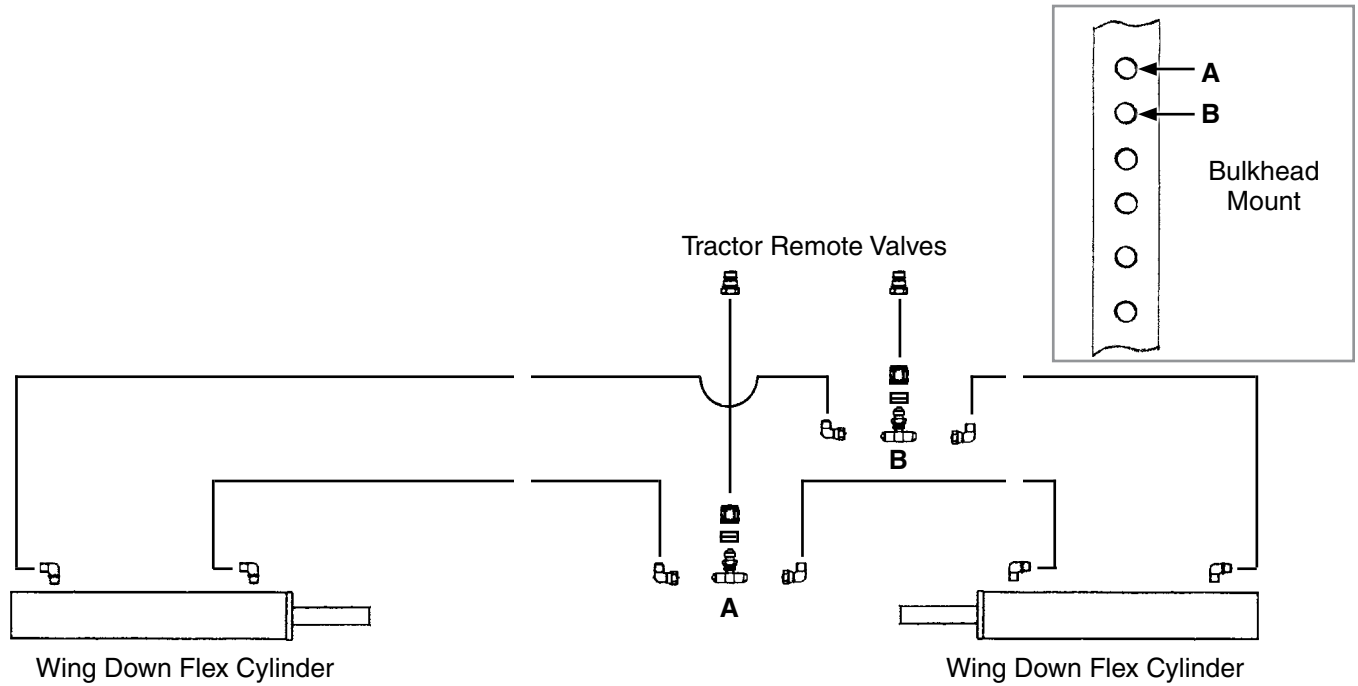 A
B
Bulkhead
Mount
Tractor Remote Valves
B
A
Wing Down Flex Cylinder
Wing Down Flex Cylinder